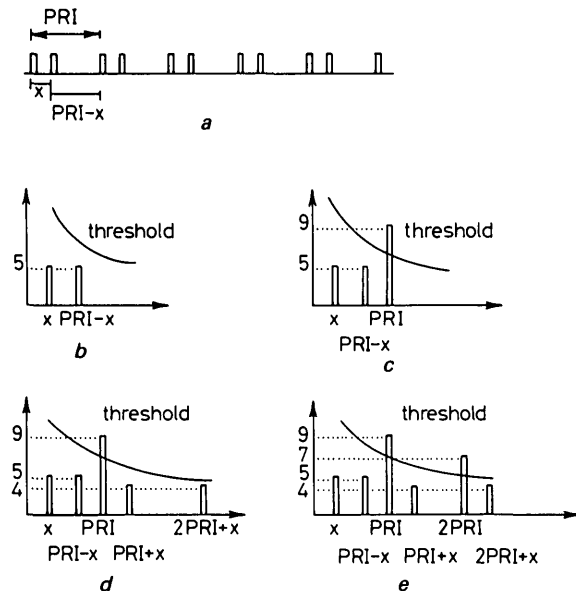 PRI
x
PRI-x
a
threshold
5
x PRI-x
b
threshold
9
5
x PRI
PRI-x
c
threshold
9
5
4
x PRI 2PRI+x
PRI-x PRI+x
d
threshold
9
7
5
4
x PRI 2PRI
PRI-x PRI+x 2PRI+x
e